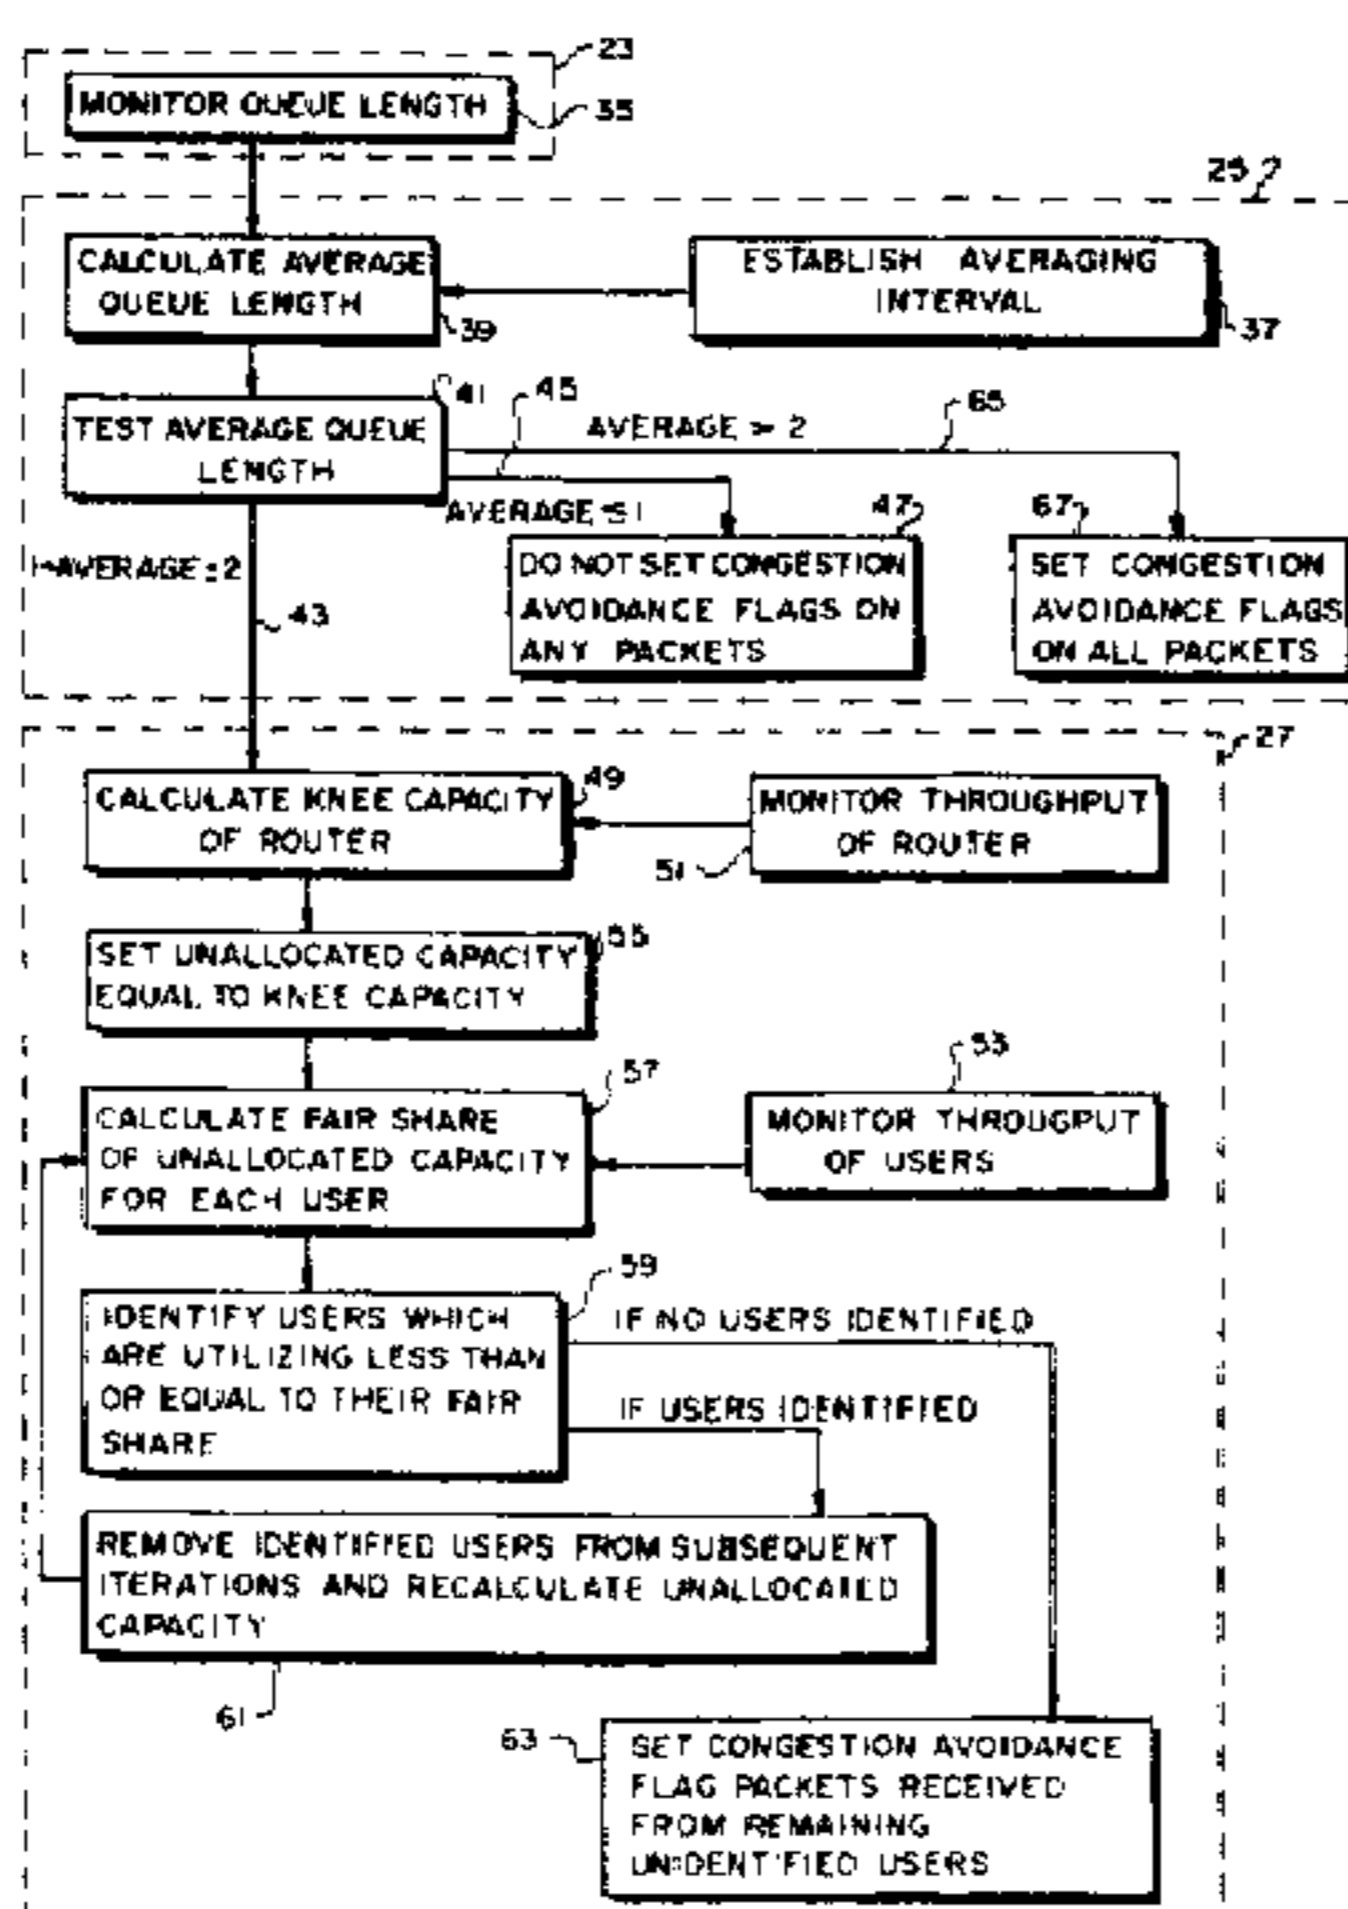 23
MONITOR QUEUE LENGTH
35
25
CALCULATE AVERAGE
QUEUE LENGTH
39
ESTABLISH AVERAGING
INTERVAL
37
41
45
65
TEST AVERAGE QUEUE
LENGTH
AVERAGE > 2
AVERAGE ≤ 1
AVERAGE 2
43
47
DO NOT SET CONGESTION
AVOIDANCE FLAGS ON
ANY PACKETS
67
SET CONGESTION
AVOIDANCE FLAGS
ON ALL PACKETS
27
CALCULATE KNEE CAPACITY
OF ROUTER
49
MONITOR THROUGHPUT
OF ROUTER
51
SET UNALLOCATED CAPACITY
EQUAL TO KNEE CAPACITY
55
53
57
CALCULATE FAIR SHARE
OF UNALLOCATED CAPACITY
FOR EACH USER
MONITOR THROUGPUT
OF USERS
59
IDENTIFY USERS WHICH
ARE UTILIZING LESS THAN
OR EQUAL TO THEIR FAIR
SHARE
IF NO USERS IDENTIFIED
IF USERS IDENTIFIED
REMOVE IDENTIFIED USERS FROM SUBSEQUENT
ITERATIONS AND RECALCULATE UNALLOCATED
CAPACITY
61
63
SET CONGESTION AVOIDANCE
FLAG PACKETS RECEIVED
FROM REMAINING
UNIDENTIFIED USERS